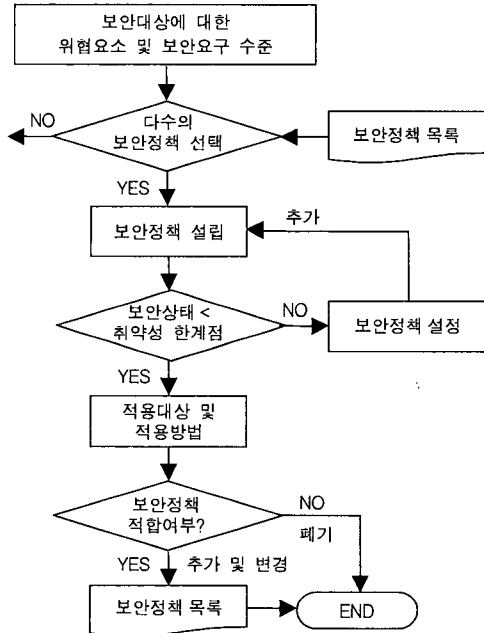 보안대상에 대한
위협요소 및 보안요구 수준
다수의
보안정책 선택
NO
보안정책 목록
YES
보안정책 설립
추가
보안상태 <
취약성 한계점
NO
보안정책 설정
YES
적용대상 및
적용방법
보안정책
적합여부?
NO
폐기
YES 추가 및 변경
보안정책 목록
END